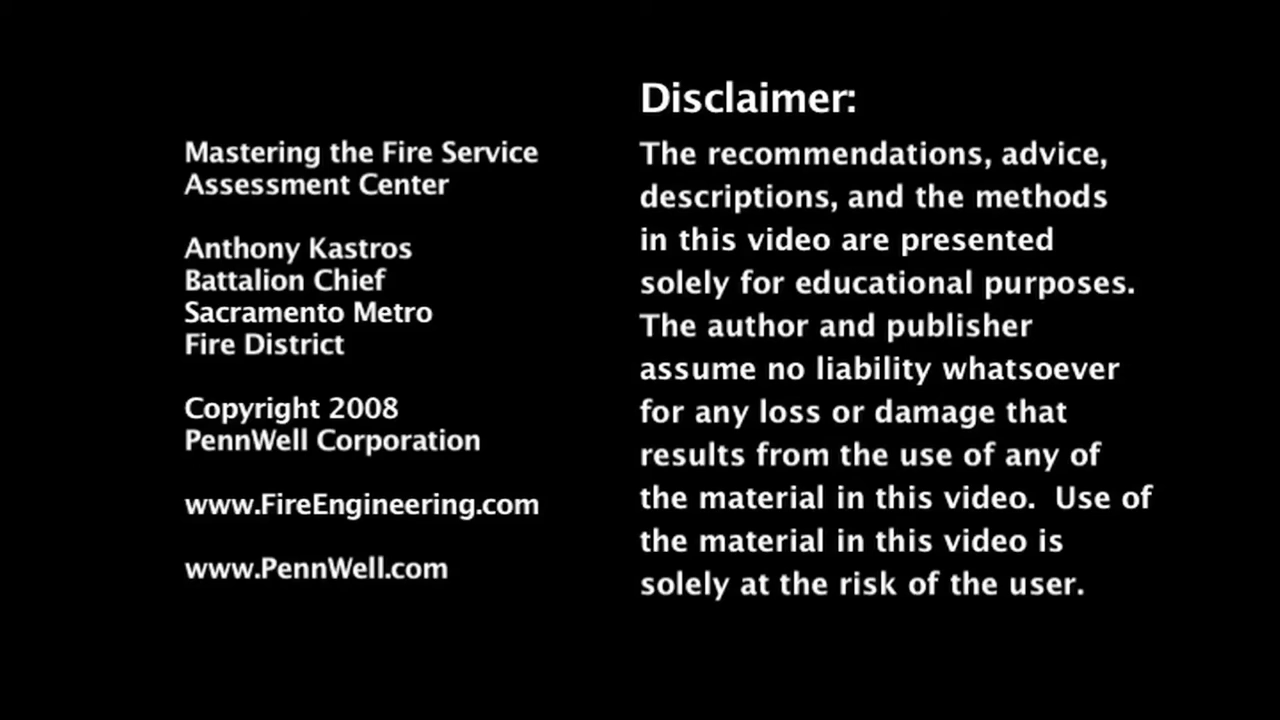 Mastering the Fire Service
Assessment Center
Anthony Kastros
Battalion Chief
Sacramento Metro
Fire District
Copyright 2008
PennWell Corporation
www.FireEngineering.com
www.PennWell.com
Disclaimer:
The recommendations, advice,
descriptions, and the methods
in this video are presented
solely for educational purposes.
The author and publisher
assume no liability whatsoever
for any loss or damage that
results from the use of any of
the material in this video.  Use of
the material in this video is
solely at the risk of the user.